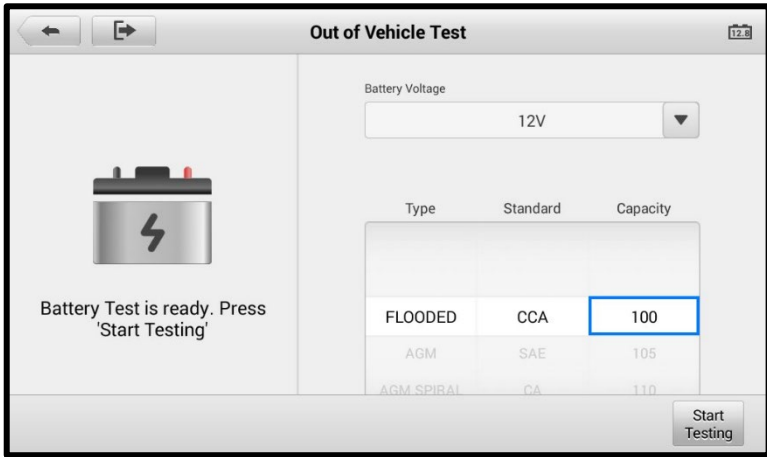 Out of Vehicle Test
12.8
Battery Voltage
12V
Type Standard Capacity
FLOODED CCA 100
AGM SAE 105
AGM SPIRAL CA 110
Battery Test is ready. Press
'Start Testing'
Start
Testing